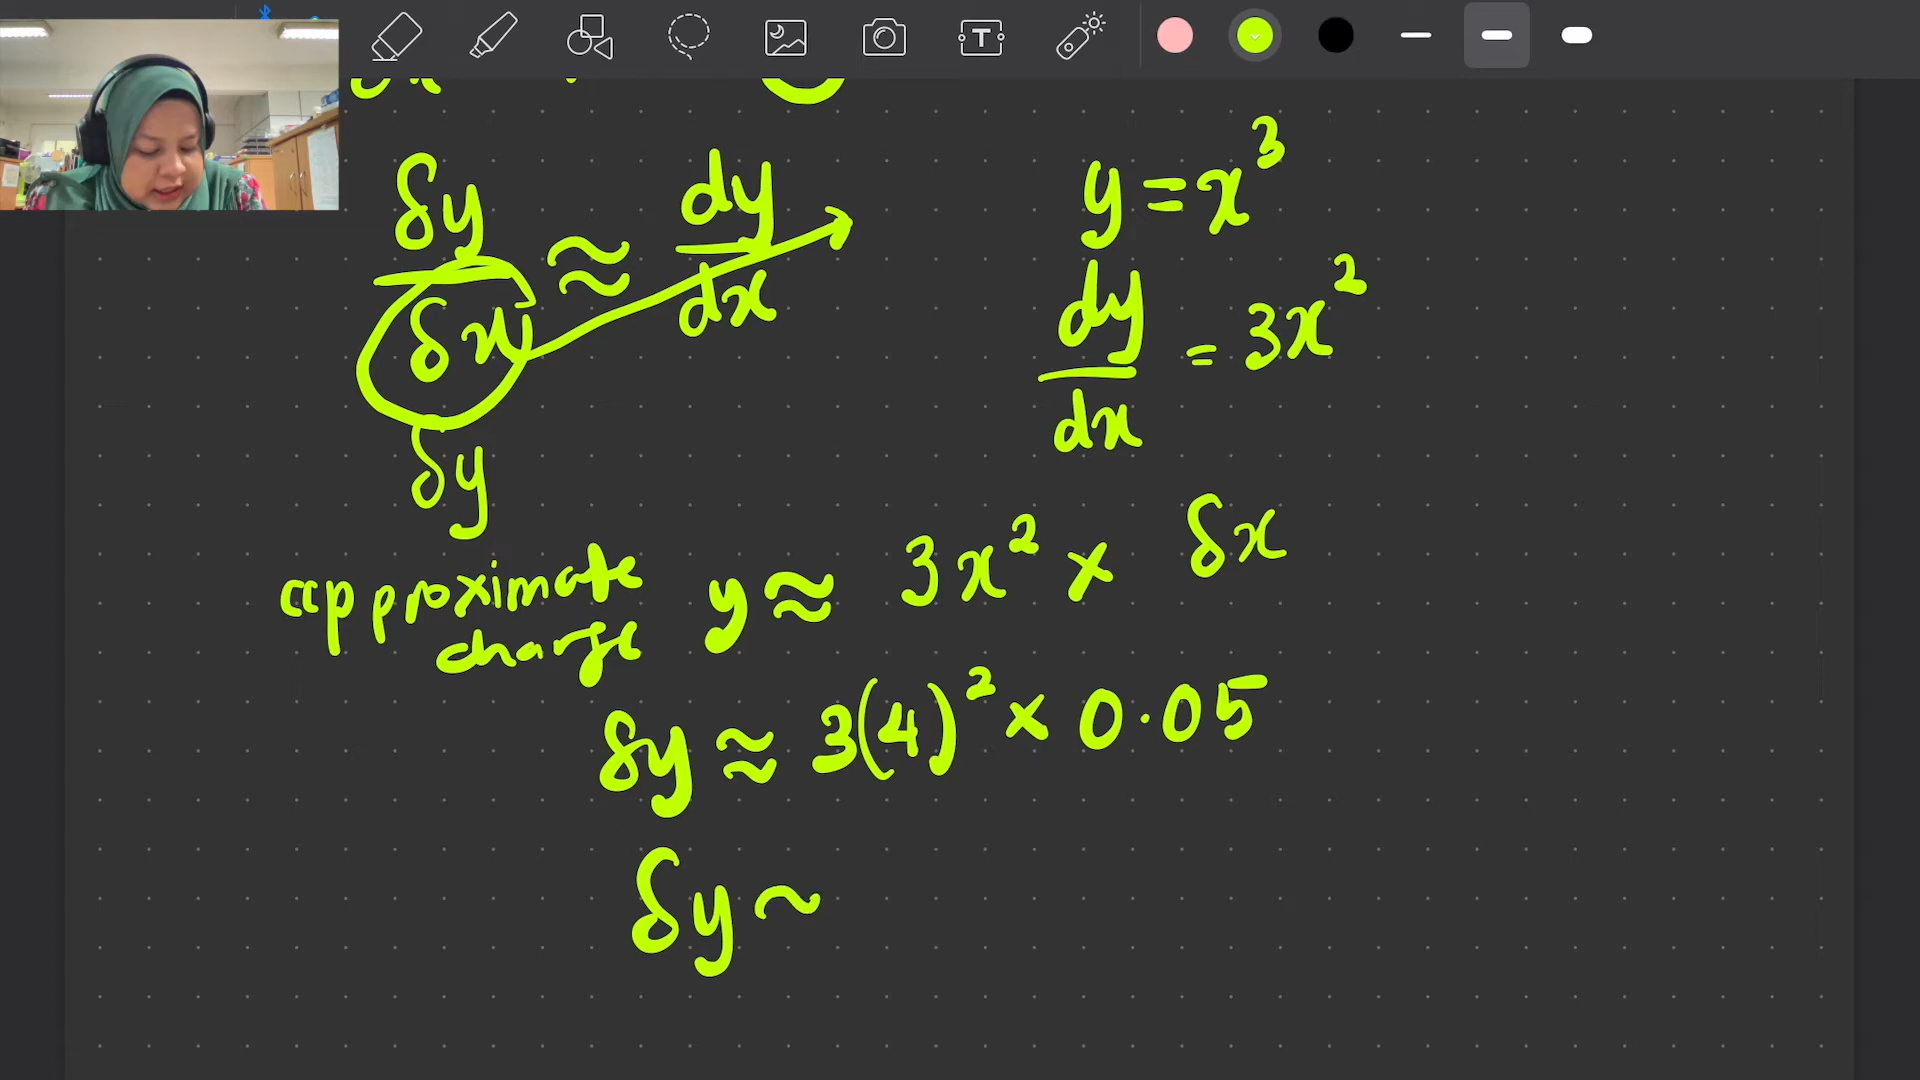 δy/δx ≈ dy/dx
y = x³
dy/dx = 3x²
δy
approximate change y ≈ 3x² × δx
δy ≈ 3(4)² × 0.05
δy ~
T